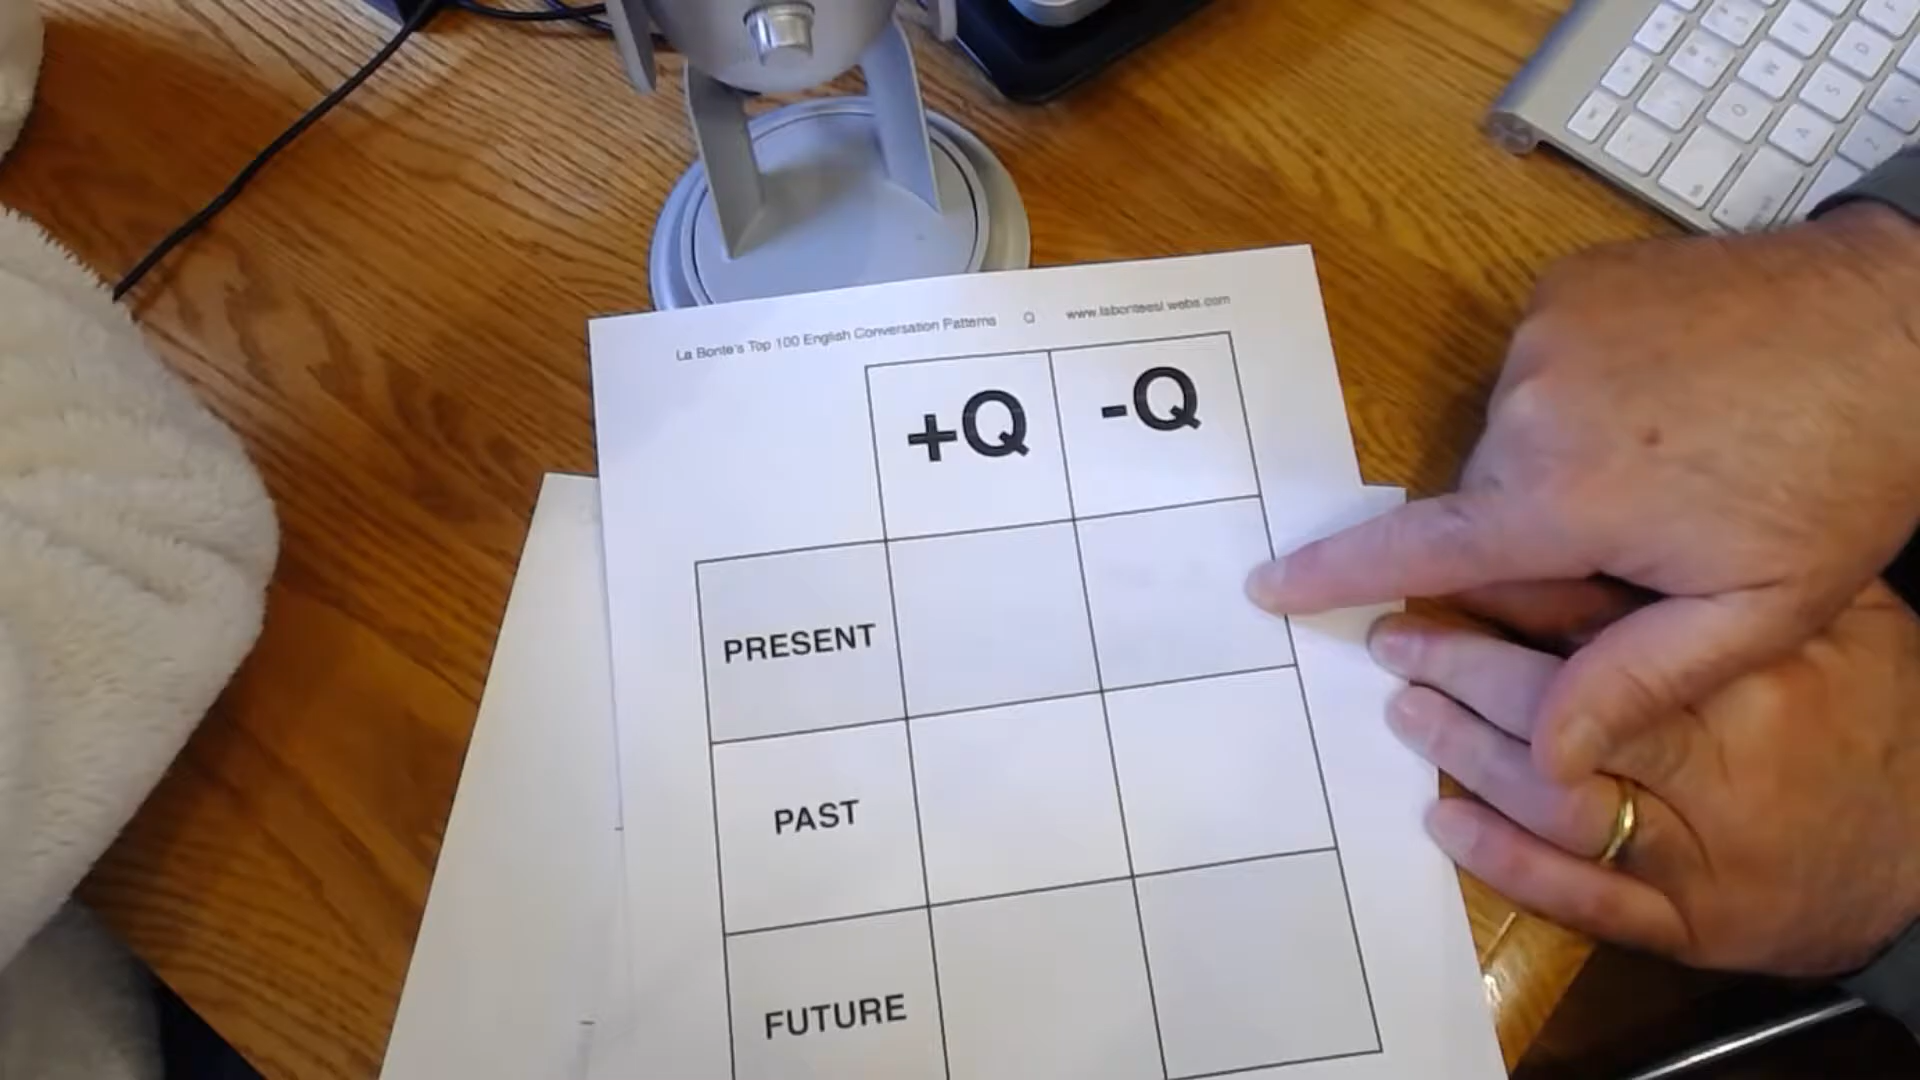 La Bonte's Top 100 English Conversation Patterns Q www.labonteesl.webs.com
+Q -Q
PRESENT
PAST
FUTURE